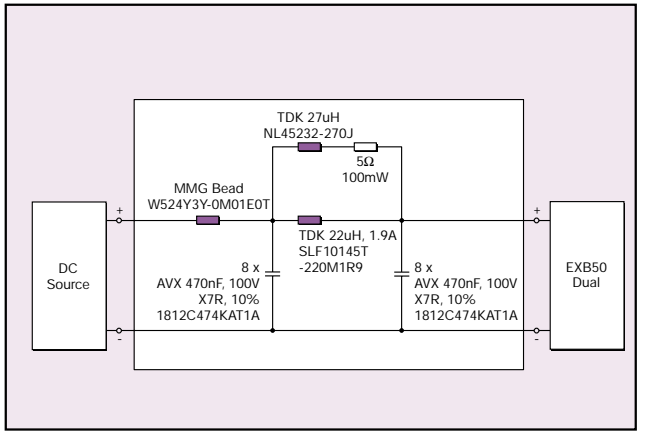 TDK 27uH
NL45232-270J
5Ω
100mW
MMG Bead
W524Y3Y-0M01E0T
+
+
TDK 22uH, 1.9A
SLF10145T
-220M1R9
DC
Source
8 x
AVX 470nF, 100V
X7R, 10%
1812C474KAT1A
8 x
AVX 470nF, 100V
X7R, 10%
1812C474KAT1A
EXB50
Dual
-
-